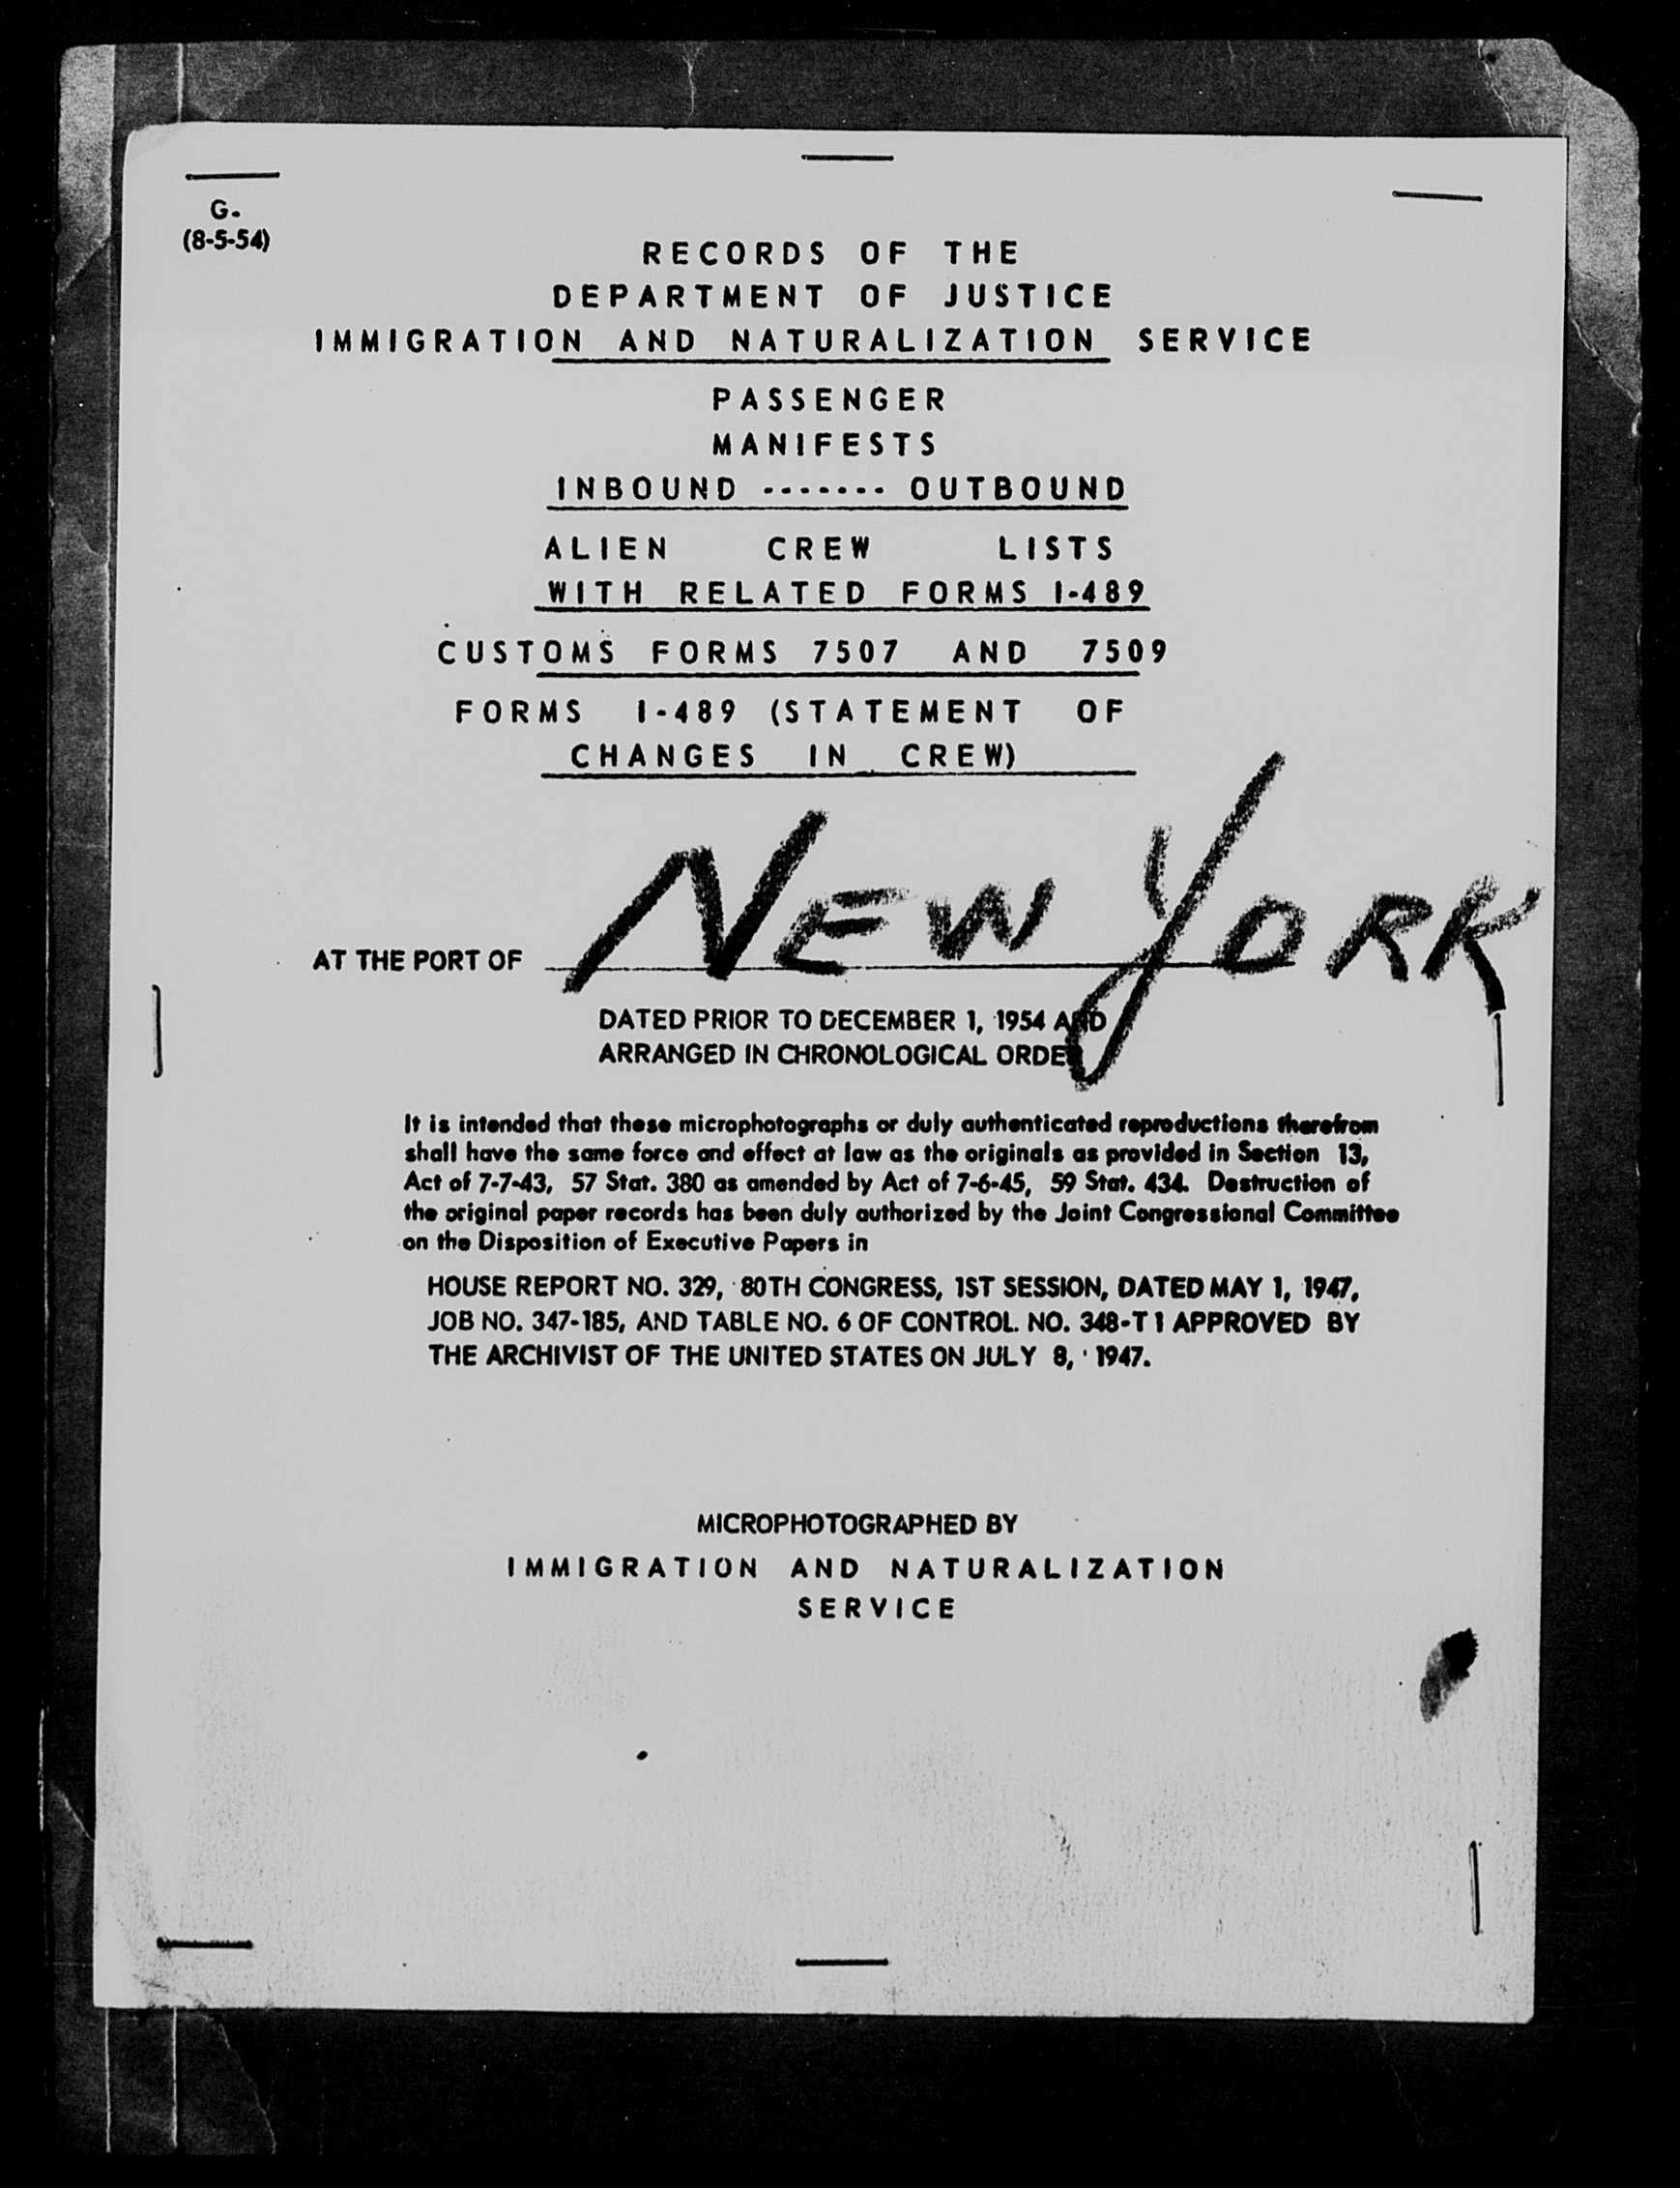 G.
(8-5-54)
RECORDS OF THE
DEPARTMENT OF JUSTICE
IMMIGRATION AND NATURALIZATION SERVICE
PASSENGER
MANIFESTS
INBOUND ------- OUTBOUND
ALIEN CREW LISTS
WITH RELATED FORMS I-489
CUSTOMS FORMS 7507 AND 7509
FORMS I-489 (STATEMENT OF
CHANGES IN CREW)
AT THE PORT OF NEW YORK
DATED PRIOR TO DECEMBER 1, 1954 AND
ARRANGED IN CHRONOLOGICAL ORDER
It is intended that these microphotographs or duly authenticated reproductions therefrom
shall have the same force and effect at law as the originals as provided in Section 13,
Act of 7-7-43, 57 Stat. 380 as amended by Act of 7-6-45, 59 Stat. 434. Destruction of
the original paper records has been duly authorized by the Joint Congressional Committee
on the Disposition of Executive Papers in
HOUSE REPORT NO. 329, 80TH CONGRESS, 1ST SESSION, DATED MAY 1, 1947,
JOB NO. 347-185, AND TABLE NO. 6 OF CONTROL. NO. 348-T1 APPROVED BY
THE ARCHIVIST OF THE UNITED STATES ON JULY 8, 1947.
MICROPHOTOGRAPHED BY
IMMIGRATION AND NATURALIZATION
SERVICE